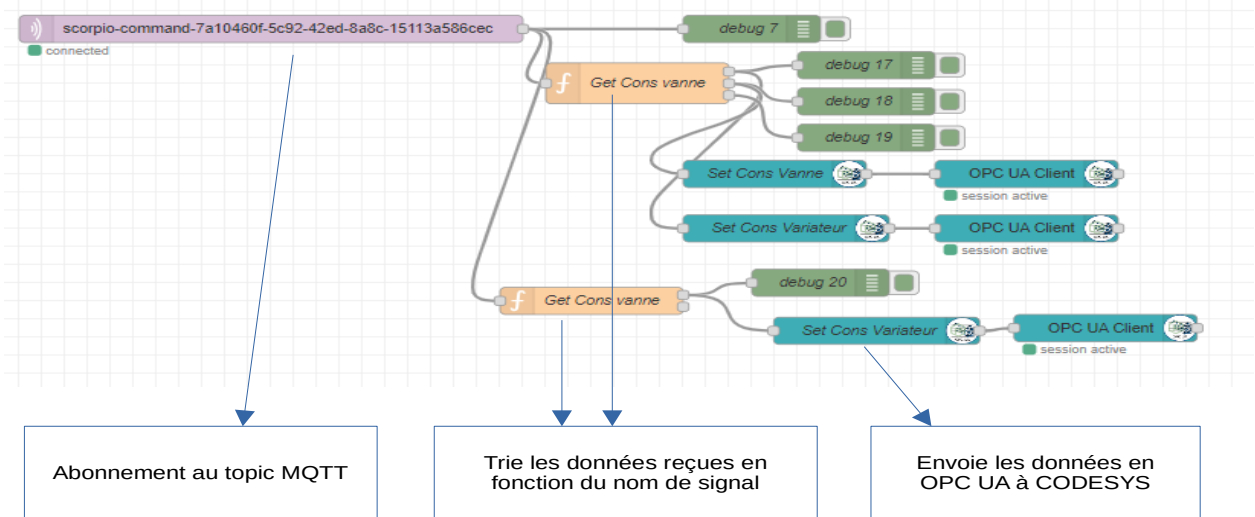 scorpio-command-7a10460f-5c92-42ed-8a8c-15113a586cec
connected
debug 7
Get Cons vanne
debug 17
debug 18
debug 19
Set Cons Vanne
OPC UA Client
session active
Set Cons Variateur
OPC UA Client
session active
Get Cons vanne
debug 20
Set Cons Variateur
OPC UA Client
session active
Abonnement au topic MQTT
Trie les données reçues en
fonction du nom de signal
Envoie les données en
OPC UA à CODESYS